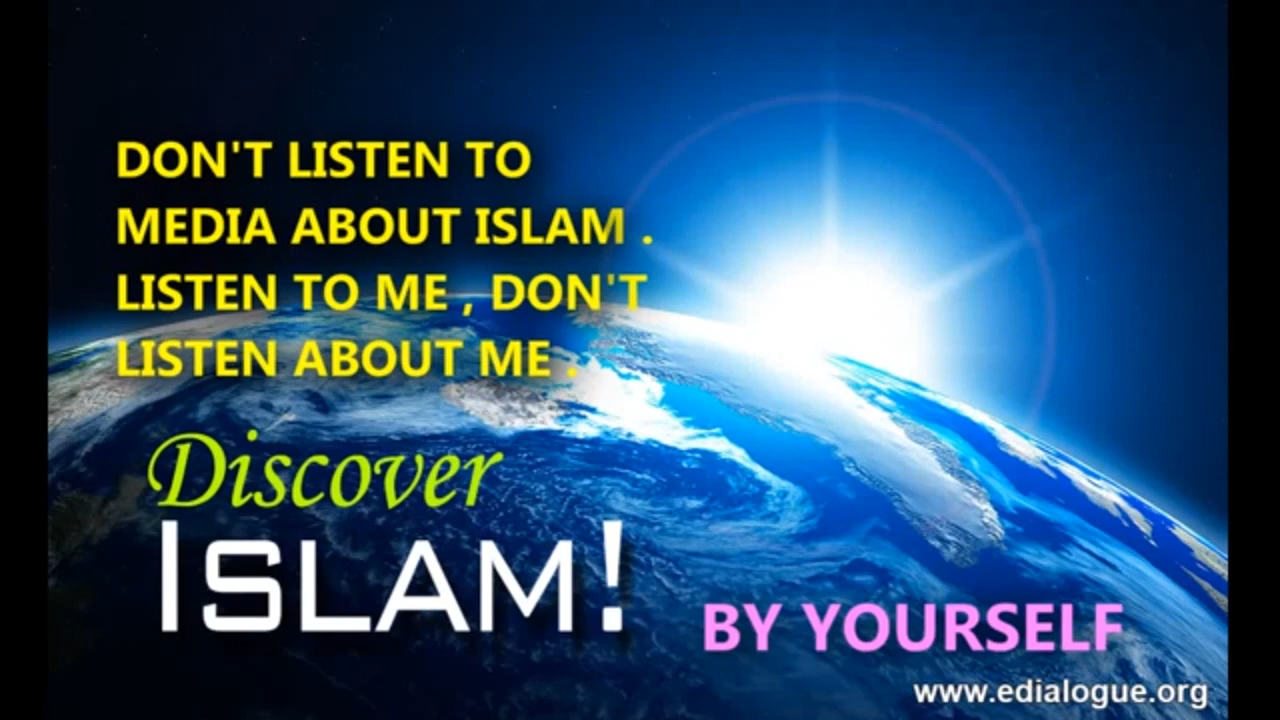 DON'T LISTEN TO
MEDIA ABOUT ISLAM .
LISTEN TO ME , DON'T
LISTEN ABOUT ME .
Discover
ISLAM!
BY YOURSELF
www.edialogue.org